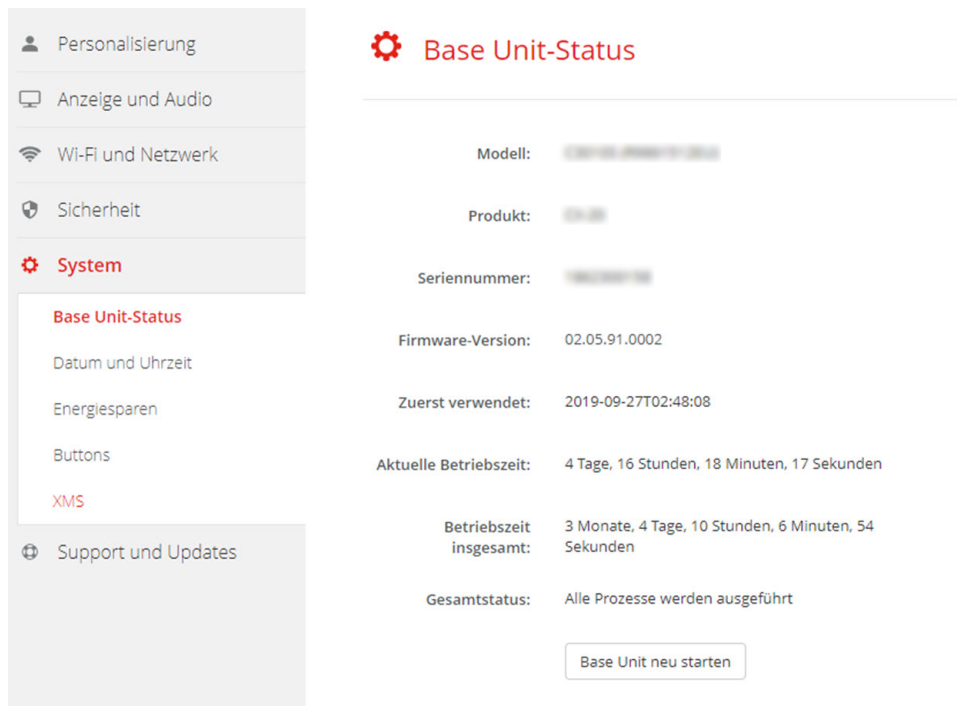 Personalisierung
Anzeige und Audio
Wi-Fi und Netzwerk
Sicherheit
System
Base Unit-Status
Datum und Uhrzeit
Energiesparen
Buttons
XMS
Support und Updates
Base Unit-Status
Modell:
Produkt:
Seriennummer:
Firmware-Version: 02.05.91.0002
Zuerst verwendet: 2019-09-27T02:48:08
Aktuelle Betriebszeit: 4 Tage, 16 Stunden, 18 Minuten, 17 Sekunden
Betriebszeit 3 Monate, 4 Tage, 10 Stunden, 6 Minuten, 54
insgesamt: Sekunden
Gesamtstatus: Alle Prozesse werden ausgeführt
Base Unit neu starten